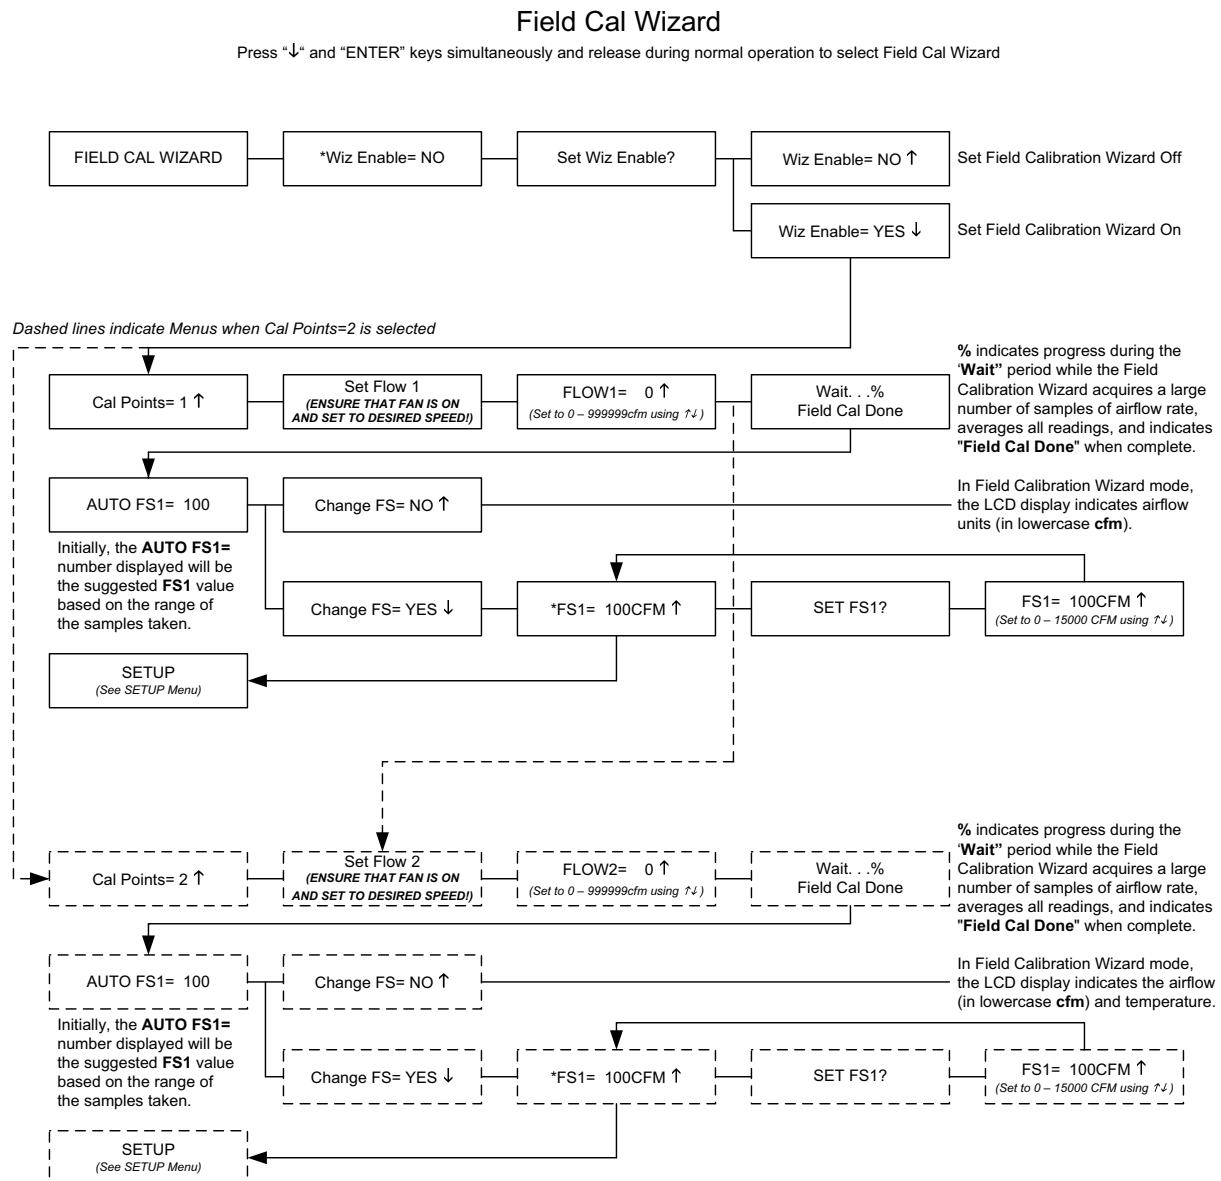 Field Cal Wizard
Press “↓“ and “ENTER” keys simultaneously and release during normal operation to select Field Cal Wizard
FIELD CAL WIZARD
*Wiz Enable= NO
Set Wiz Enable?
Wiz Enable= NO ↑
Set Field Calibration Wizard Off
Wiz Enable= YES ↓
Set Field Calibration Wizard On
Dashed lines indicate Menus when Cal Points=2 is selected
Cal Points= 1 ↑
Set Flow 1
(ENSURE THAT FAN IS ON
AND SET TO DESIRED SPEED!)
FLOW1= 0 ↑
(Set to 0 – 999999cfm using ↑↓ )
Wait. . .%
Field Cal Done
% indicates progress during the
‘Wait” period while the Field
Calibration Wizard acquires a large
number of samples of airflow rate,
averages all readings, and indicates
"Field Cal Done" when complete.
AUTO FS1= 100
Change FS= NO ↑
In Field Calibration Wizard mode,
the LCD display indicates airflow
units (in lowercase cfm).
Initially, the AUTO FS1=
number displayed will be
the suggested FS1 value
based on the range of
the samples taken.
Change FS= YES ↓
*FS1= 100CFM ↑
SET FS1?
FS1= 100CFM ↑
(Set to 0 – 15000 CFM using ↑↓ )
SETUP
(See SETUP Menu)
Cal Points= 2 ↑
Set Flow 2
(ENSURE THAT FAN IS ON
AND SET TO DESIRED SPEED!)
FLOW2= 0 ↑
(Set to 0 – 999999cfm using ↑↓ )
Wait. . .%
Field Cal Done
% indicates progress during the
‘Wait” period while the Field
Calibration Wizard acquires a large
number of samples of airflow rate,
averages all readings, and indicates
"Field Cal Done" when complete.
AUTO FS1= 100
Change FS= NO ↑
In Field Calibration Wizard mode,
the LCD display indicates the airflow
(in lowercase cfm) and temperature.
Initially, the AUTO FS1=
number displayed will be
the suggested FS1 value
based on the range of
the samples taken.
Change FS= YES ↓
*FS1= 100CFM ↑
SET FS1?
FS1= 100CFM ↑
(Set to 0 – 15000 CFM using ↑↓ )
SETUP
(See SETUP Menu)